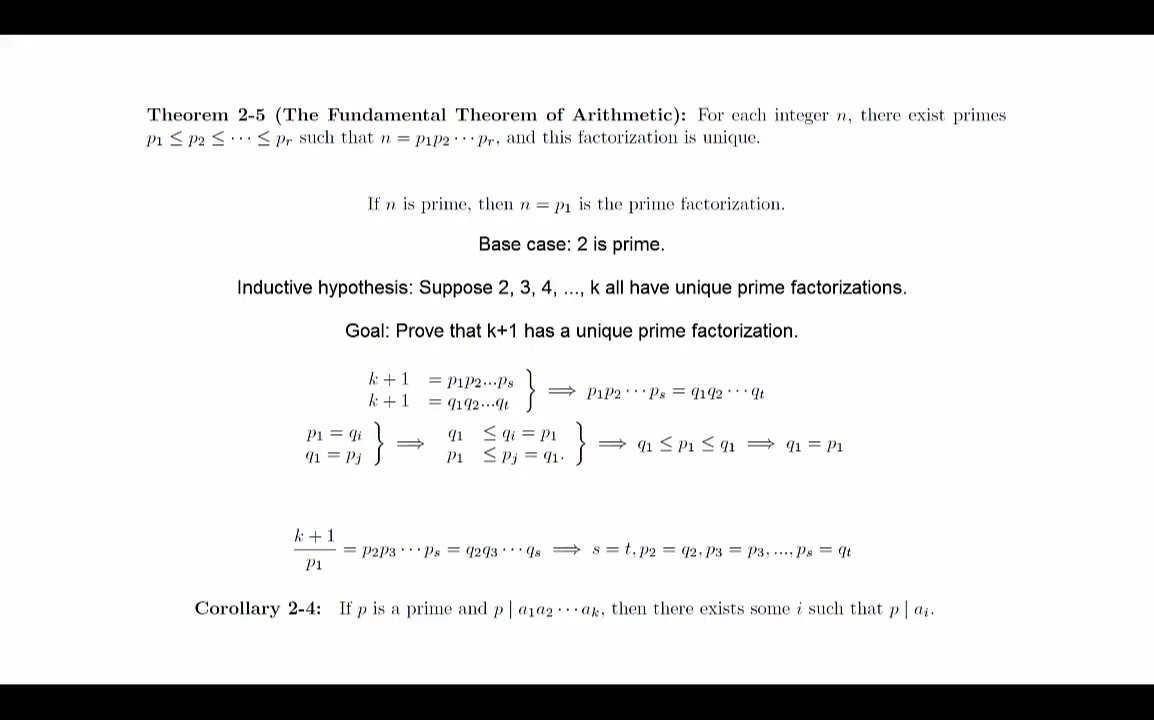 Theorem 2-5 (The Fundamental Theorem of Arithmetic): For each integer n, there exist primes
p₁ ≤ p₂ ≤ ··· ≤ pᵣ such that n = p₁p₂ ··· pᵣ, and this factorization is unique.
If n is prime, then n = p₁ is the prime factorization.
Base case: 2 is prime.
Inductive hypothesis: Suppose 2, 3, 4, ..., k all have unique prime factorizations.
Goal: Prove that k+1 has a unique prime factorization.
k + 1 = p₁p₂...pₛ
k + 1 = q₁q₂...qₜ } ⟹ p₁p₂ ··· pₛ = q₁q₂ ··· qₜ
p₁ = qᵢ
q₁ = pⱼ } ⟹ q₁ ≤ qᵢ = p₁
p₁ ≤ pⱼ = q₁. } ⟹ q₁ ≤ p₁ ≤ q₁ ⟹ q₁ = p₁
(k + 1)/p₁ = p₂p₃ ··· pₛ = q₂q₃ ··· qₛ ⟹ s = t, p₂ = q₂, p₃ = p₃, ..., pₛ = qₜ
Corollary 2-4: If p is a prime and p | a₁a₂ ··· aₖ, then there exists some i such that p | aᵢ.